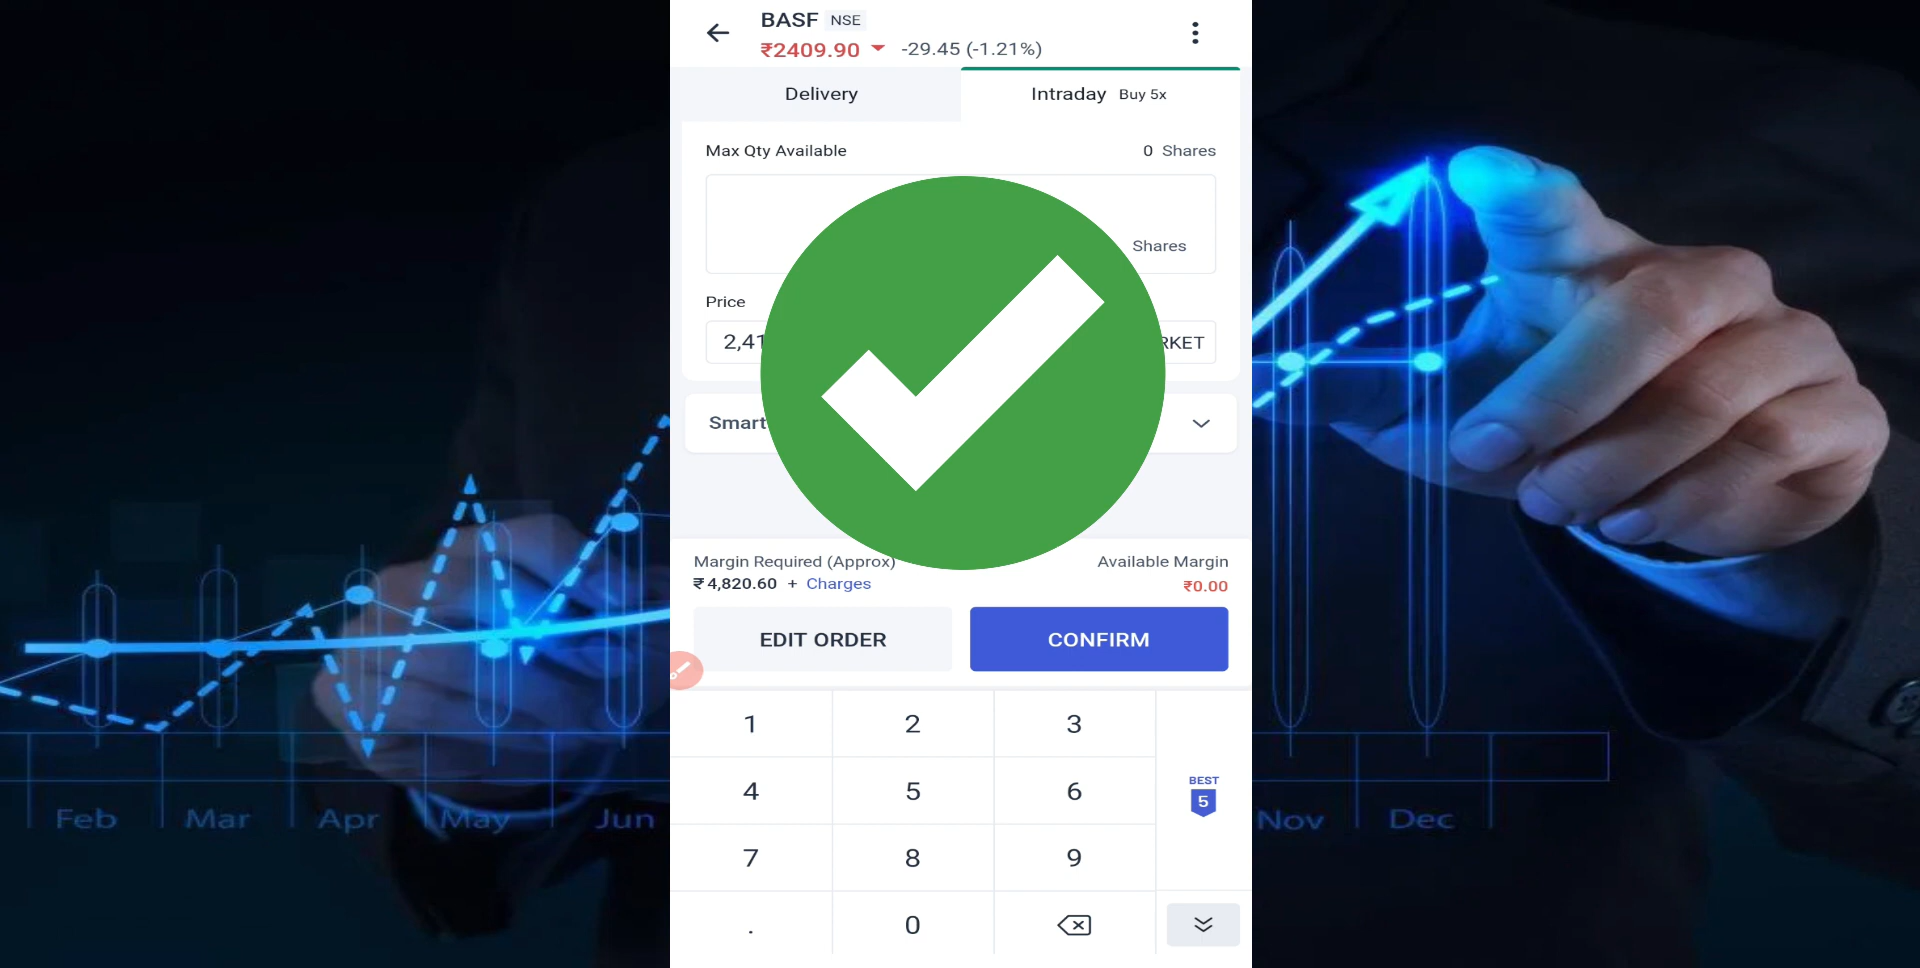 BASF NSE
₹2409.90 -29.45 (-1.21%)
Delivery
Intraday Buy 5x
Max Qty Available 0 Shares
Shares
Price
2,41
RKET
Smart
Margin Required (Approx)
₹4,820.60 + Charges
Available Margin
₹0.00
EDIT ORDER
CONFIRM
1 2 3
4 5 6
BEST
5
7 8 9
. 0
Feb Mar Apr May Jun
Nov Dec